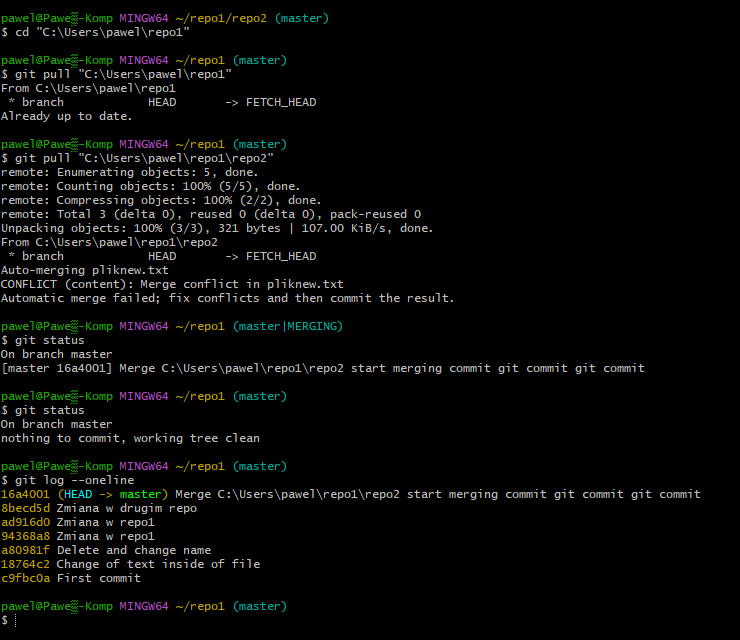 pawel@Pawe▒-Komp MINGW64 ~/repo1/repo2 (master)
$ cd "C:\Users\pawel\repo1"
pawel@Pawe▒-Komp MINGW64 ~/repo1 (master)
$ git pull "C:\Users\pawel\repo1"
From C:\Users\pawel\repo1
 * branch            HEAD       -> FETCH_HEAD
Already up to date.
pawel@Pawe▒-Komp MINGW64 ~/repo1 (master)
$ git pull "C:\Users\pawel\repo1\repo2"
remote: Enumerating objects: 5, done.
remote: Counting objects: 100% (5/5), done.
remote: Compressing objects: 100% (2/2), done.
remote: Total 3 (delta 0), reused 0 (delta 0), pack-reused 0
Unpacking objects: 100% (3/3), 321 bytes | 107.00 KiB/s, done.
From C:\Users\pawel\repo1\repo2
 * branch            HEAD       -> FETCH_HEAD
Auto-merging pliknew.txt
CONFLICT (content): Merge conflict in pliknew.txt
Automatic merge failed; fix conflicts and then commit the result.
pawel@Pawe▒-Komp MINGW64 ~/repo1 (master|MERGING)
$ git status
On branch master
[master 16a4001] Merge C:\Users\pawel\repo1\repo2 start merging commit git commit git commit
pawel@Pawe▒-Komp MINGW64 ~/repo1 (master)
$ git status
On branch master
nothing to commit, working tree clean
pawel@Pawe▒-Komp MINGW64 ~/repo1 (master)
$ git log --oneline
16a4001 (HEAD -> master) Merge C:\Users\pawel\repo1\repo2 start merging commit git commit git commit
8becd5d Zmiana w drugim repo
ad916d0 Zmiana w repo1
94368a8 Zmiana w repo1
a80981f Delete and change name
18764c2 Change of text inside of file
c9fbc0a First commit
pawel@Pawe▒-Komp MINGW64 ~/repo1 (master)
$